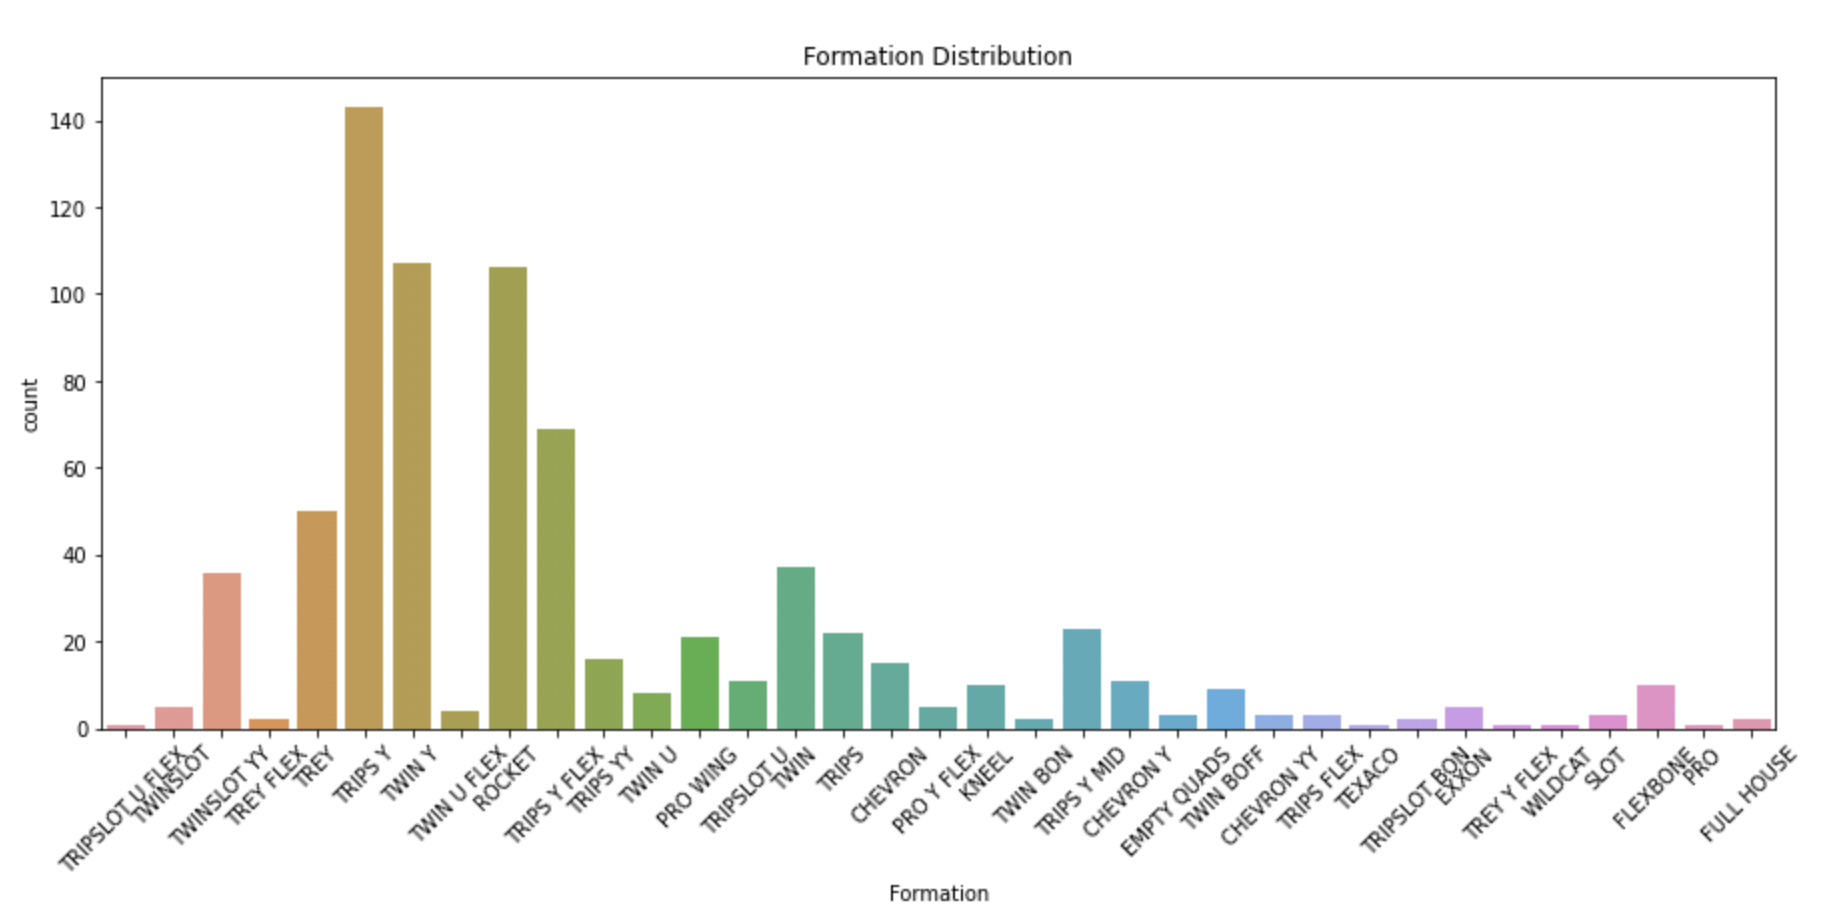 Formation Distribution
count
140
120
100
80
60
40
20
0
TRIPSLOT U FLEX
TWINSLOT
TWINSLOT YY
TREY FLEX
TREY
TRIPS Y
TWIN Y
TWIN U FLEX
ROCKET
TRIPS Y FLEX
TRIPS YY
TWIN U
PRO WING
TRIPSLOT U
TWIN
TRIPS
CHEVRON
PRO Y FLEX
KNEEL
TWIN BON
TRIPS Y MID
CHEVRON Y
EMPTY QUADS
TWIN BOFF
CHEVRON YY
TRIPS FLEX
TEXACO
TRIPSLOT BON
EXXON
TREY Y FLEX
WILDCAT
SLOT
FLEXBONE
PRO
FULL HOUSE
Formation